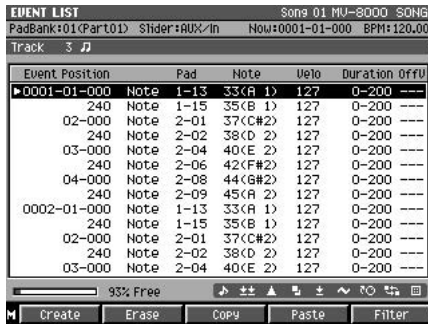 EVENT LIST Song 01 MV-8000 SONG
PadBank:01(Part01) Slider:AUX/In Now:0001-01-000 BPM:120.00
Track 3
Event Position Pad Note Velo Duration OffV
0001-01-000 Note 1-13 33(A 1) 127 0-200 ---
240 Note 1-15 35(B 1) 127 0-200 ---
02-000 Note 2-01 37(C#2) 127 0-200 ---
240 Note 2-02 38(D 2) 127 0-200 ---
03-000 Note 2-04 40(E 2) 127 0-200 ---
240 Note 2-06 42(F#2) 127 0-200 ---
04-000 Note 2-08 44(G#2) 127 0-200 ---
240 Note 2-09 45(A 2) 127 0-200 ---
0002-01-000 Note 1-13 33(A 1) 127 0-200 ---
240 Note 1-15 35(B 1) 127 0-200 ---
02-000 Note 2-01 37(C#2) 127 0-200 ---
240 Note 2-02 38(D 2) 127 0-200 ---
03-000 Note 2-04 40(E 2) 127 0-200 ---
93% Free
M Create Erase Copy Paste Filter